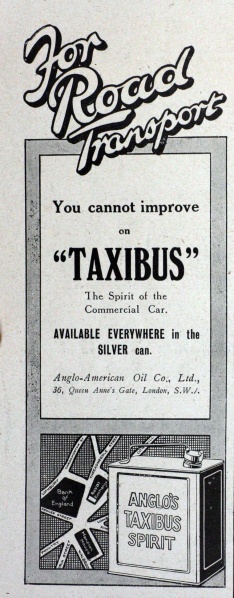 For
Road
Transport
You cannot improve
on
"TAXIBUS"
The Spirit of the
Commercial Car.
AVAILABLE EVERYWHERE in the
SILVER can.
Anglo-American Oil Co., Ltd.,
36, Queen Anne's Gate, London, S.W.
Bank
of
England
ANGLO'S
TAXIBUS
SPIRIT